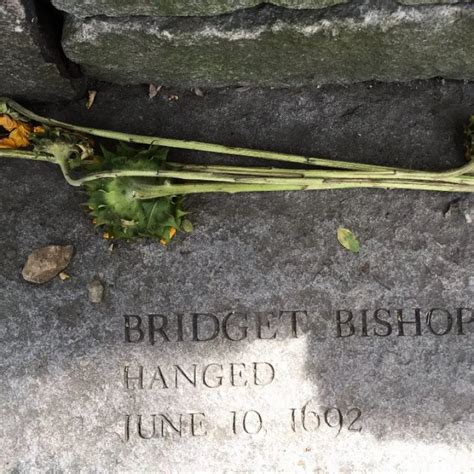 BRIDGET BISHOP
HANGED
JUNE 10, 1692